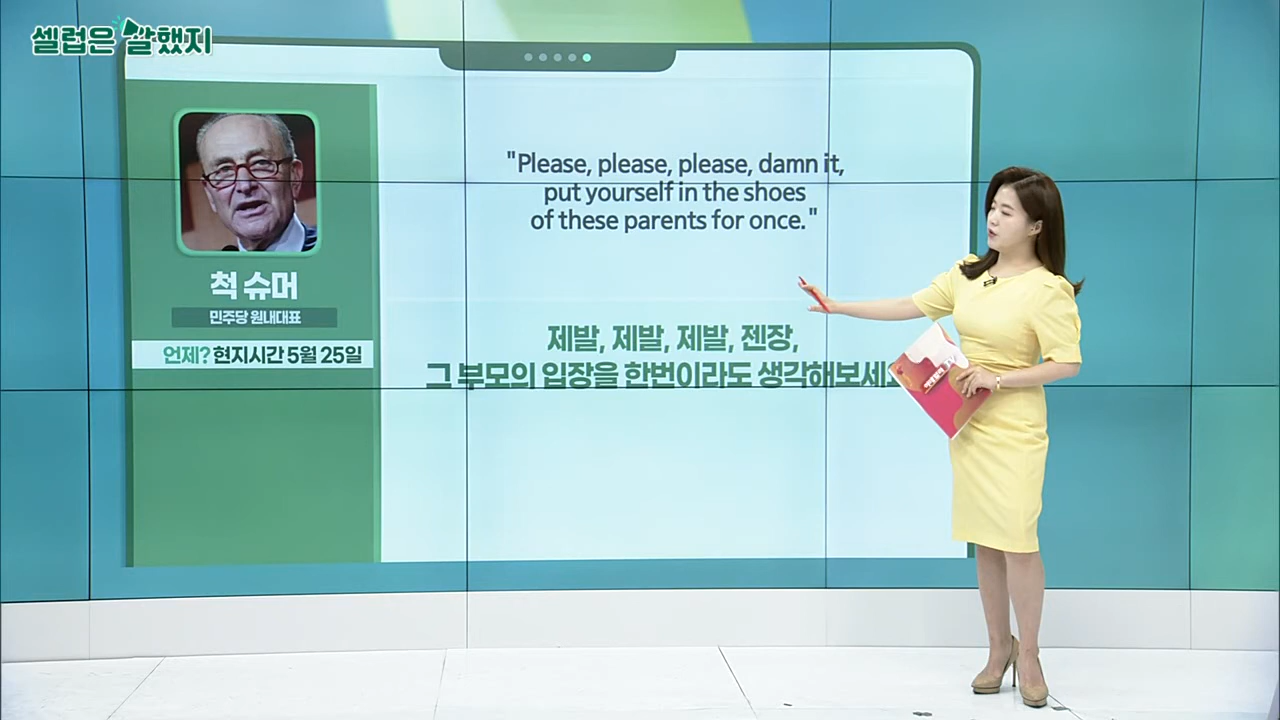 셀럽은 쏼했지
"Please, please, please, damn it,
put yourself in the shoes
of these parents for once."
척 슈머
민주당 원내대표
언제? 현지시간 5월 25일
제발, 제발, 제발, 젠장,
그 부모의 입장을 한번이라도 생각해보세요